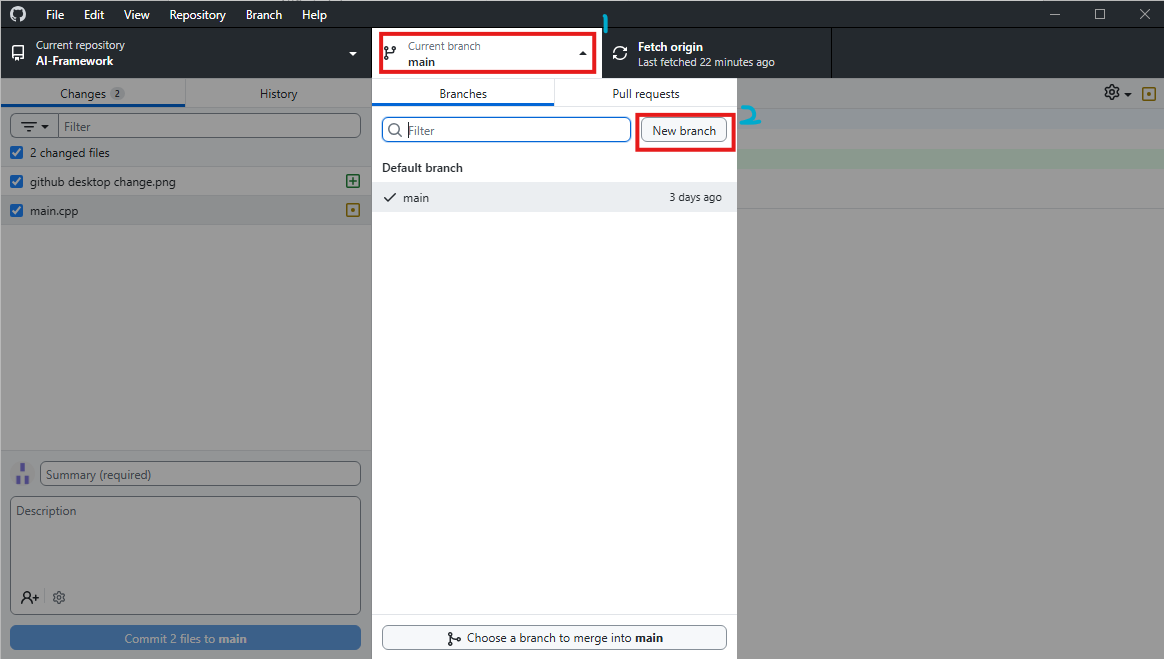 File Edit View Repository Branch Help
1
Current repository
AI-Framework
Current branch
main
Fetch origin
Last fetched 22 minutes ago
Changes 2 History
Branches Pull requests
Filter
Filter
New branch
2
2 changed files
github desktop change.png
main.cpp
Default branch
main 3 days ago
Summary (required)
Description
Commit 2 files to main
Choose a branch to merge into main